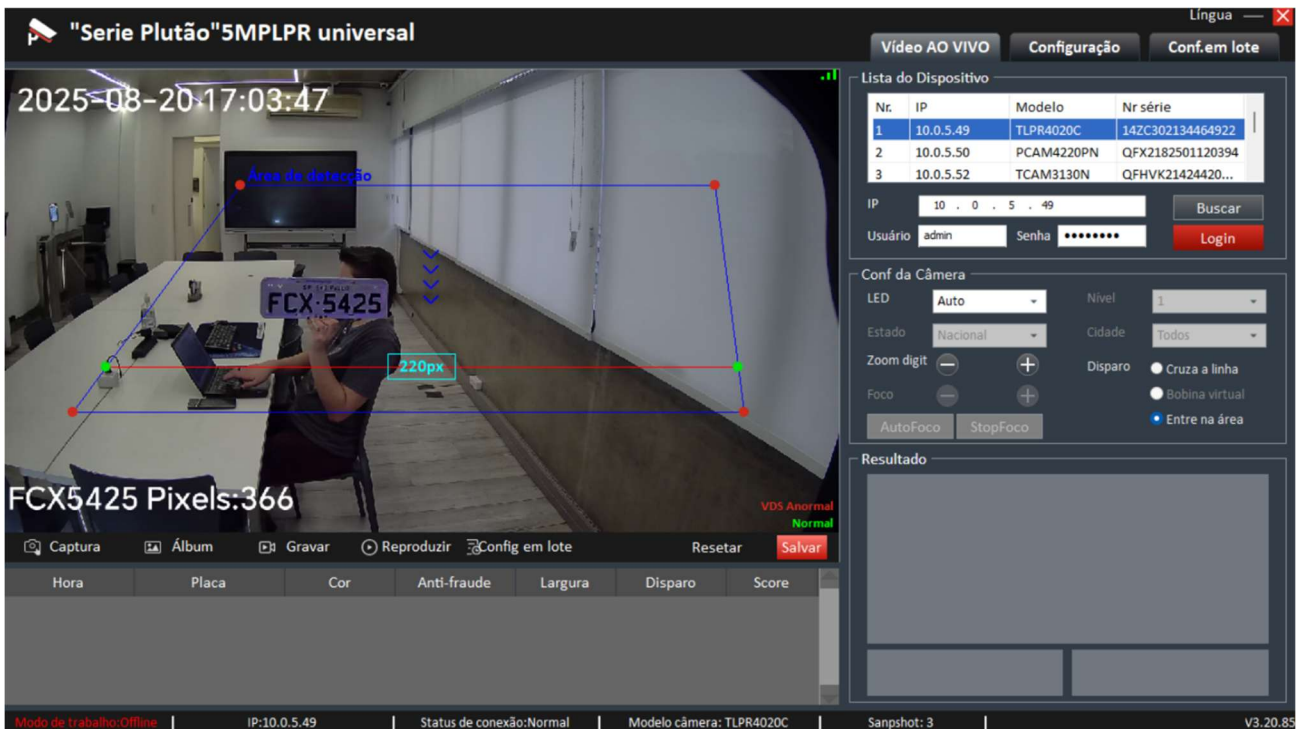 Língua
"Serie Plutão"5MPLPR universal
Vídeo AO VIVO
Configuração
Conf.em lote
2025-08-20 17:03:47
Área de detecção
FCX·5425
220px
FCX5425 Pixels:366
VDS Anormal
Normal
Captura
Álbum
Gravar
Reproduzir
Config em lote
Resetar
Salvar
Hora Placa Cor Anti-fraude Largura Disparo Score
Lista do Dispositivo
Nr. IP Modelo Nr série
1 10.0.5.49 TLPR4020C 14ZC302134464922
2 10.0.5.50 PCAM4220PN QFX2182501120394
3 10.0.5.52 TCAM3130N QFHVK21424420...
IP 10 . 0 . 5 . 49 Buscar
Usuário admin Senha •••••••• Login
Conf da Câmera
LED Auto Nível 1
Estado Nacional Cidade Todos
Zoom digit Disparo Cruza a linha
Foco Bobina virtual
AutoFoco StopFoco Entre na área
Resultado
Modo de trabalho:Offline IP:10.0.5.49 Status de conexão:Normal Modelo câmera: TLPR4020C Sanpshot: 3 V3.20.85